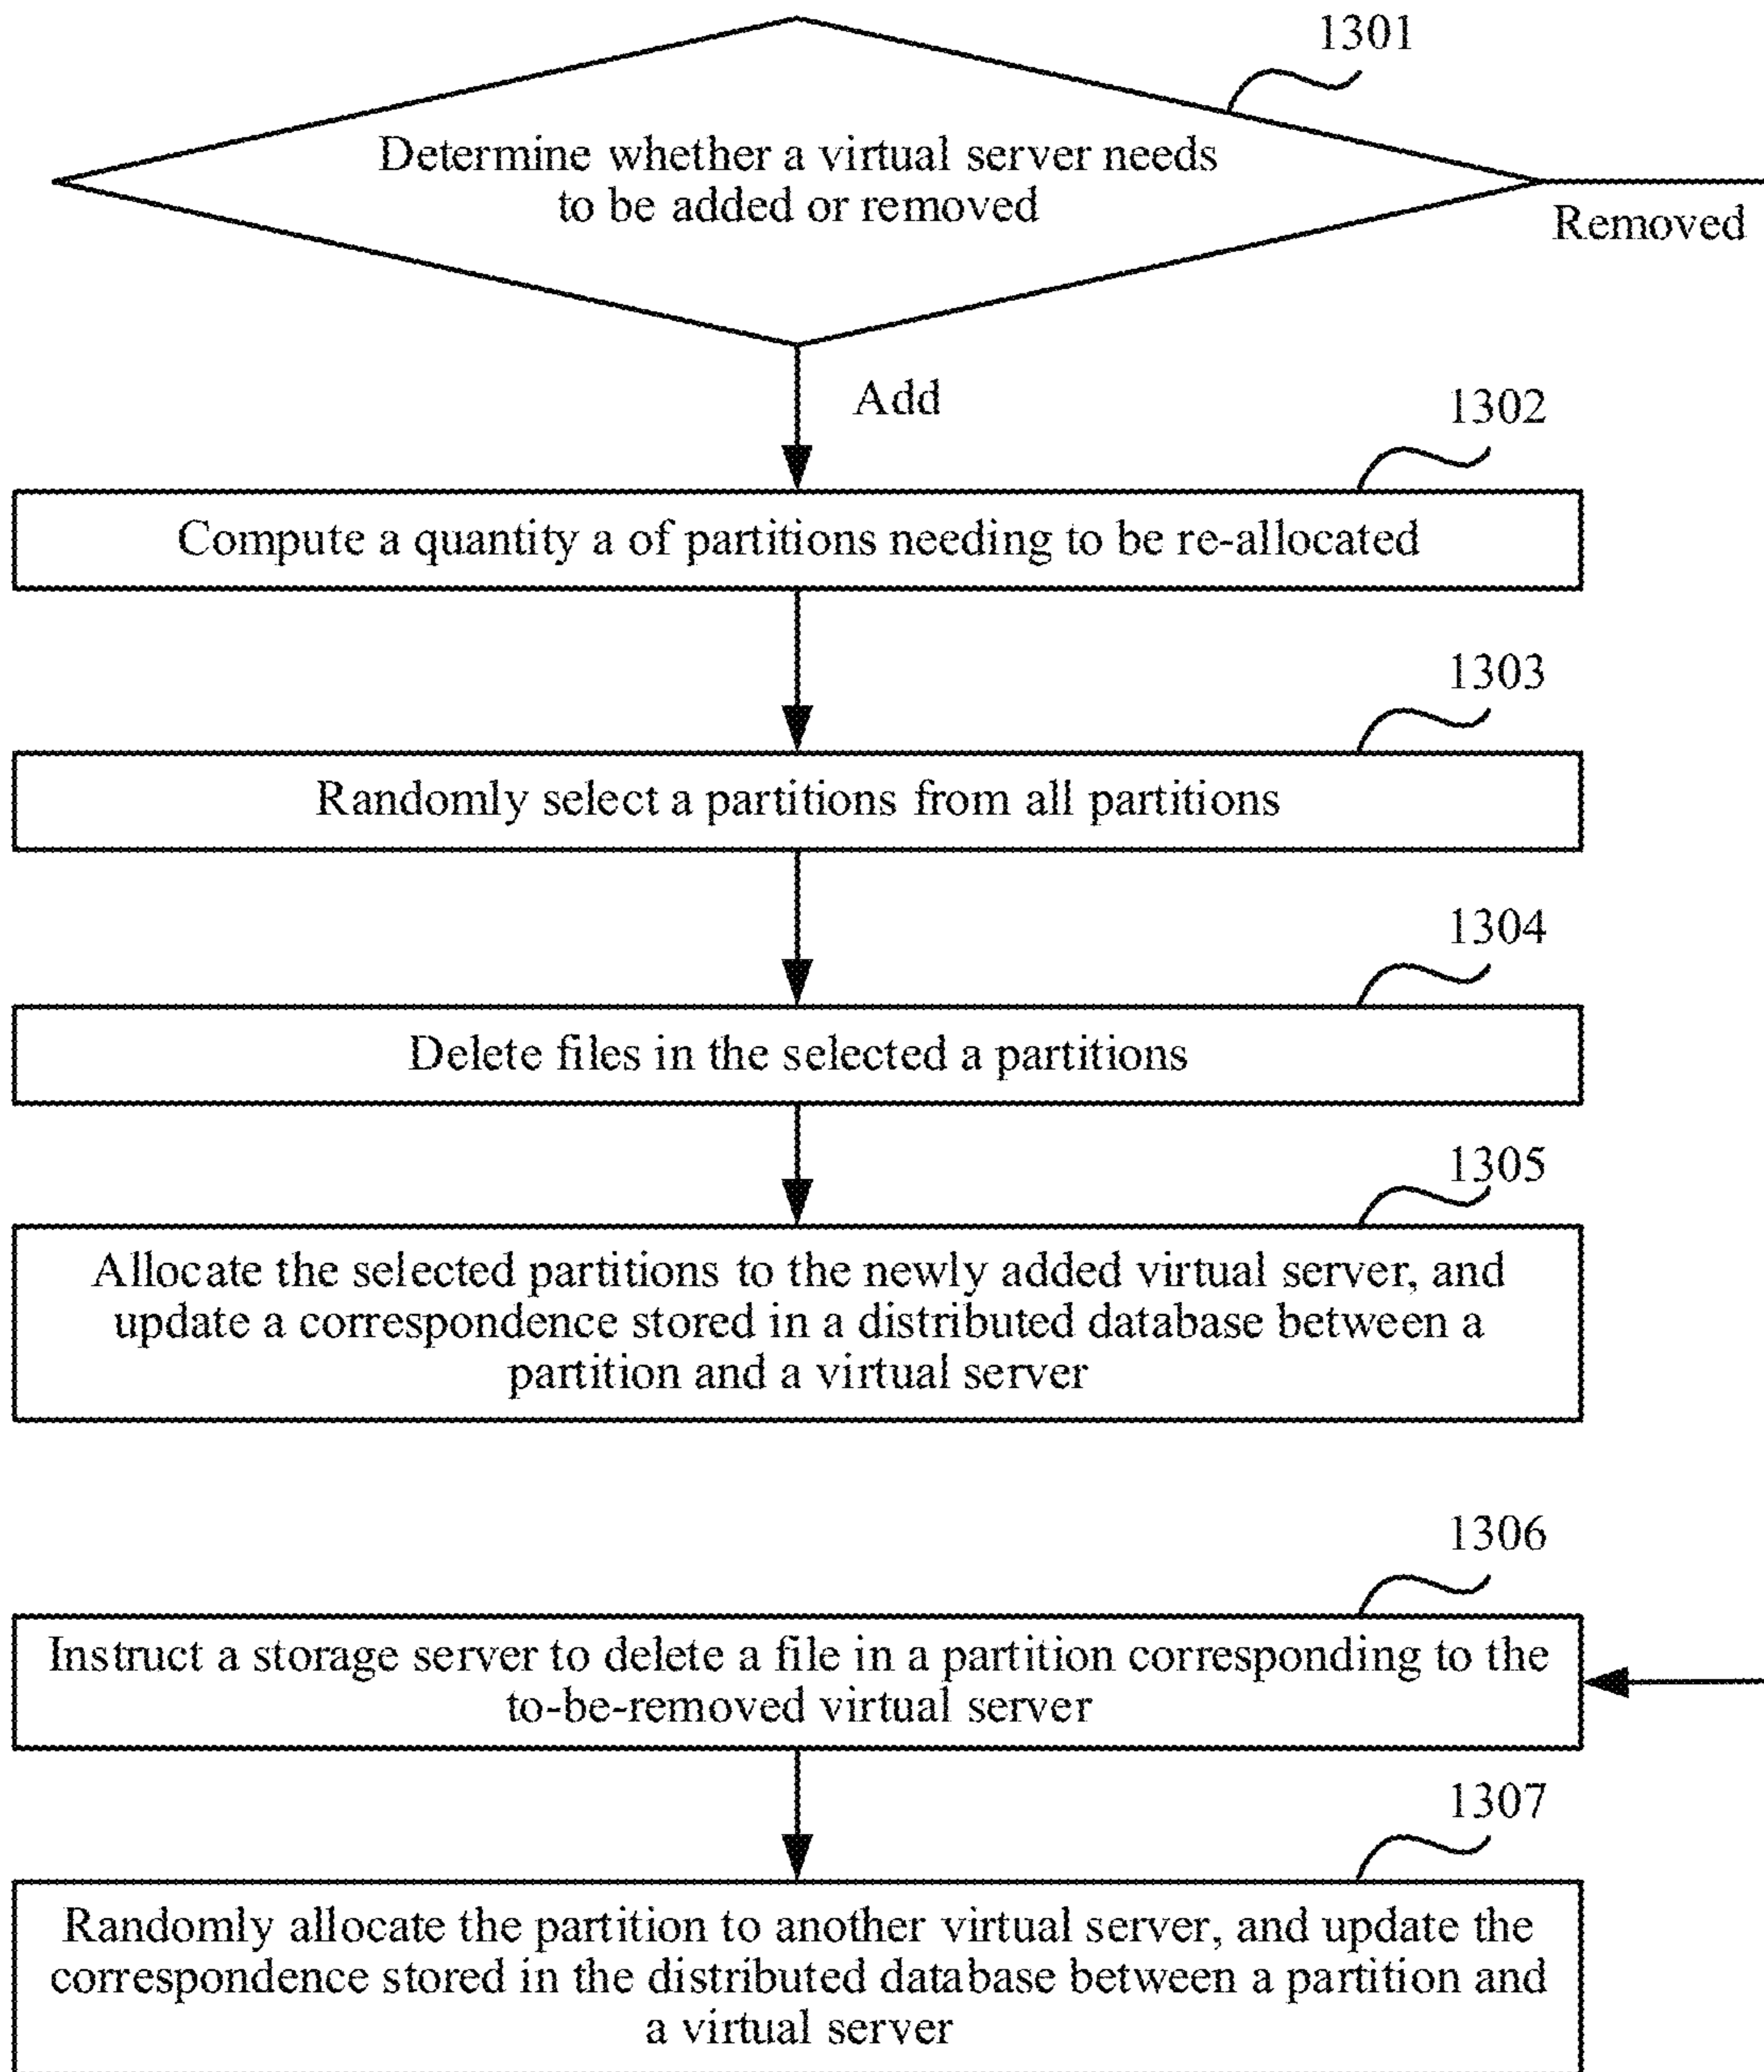 1301
Determine whether a virtual server needs
to be added or removed
Removed
Add
1302
Compute a quantity a of partitions needing to be re-allocated
1303
Randomly select a partitions from all partitions
1304
Delete files in the selected a partitions
1305
Allocate the selected partitions to the newly added virtual server, and
update a correspondence stored in a distributed database between a
partition and a virtual server
1306
Instruct a storage server to delete a file in a partition corresponding to the
to-be-removed virtual server
1307
Randomly allocate the partition to another virtual server, and update the
correspondence stored in the distributed database between a partition and
a virtual server